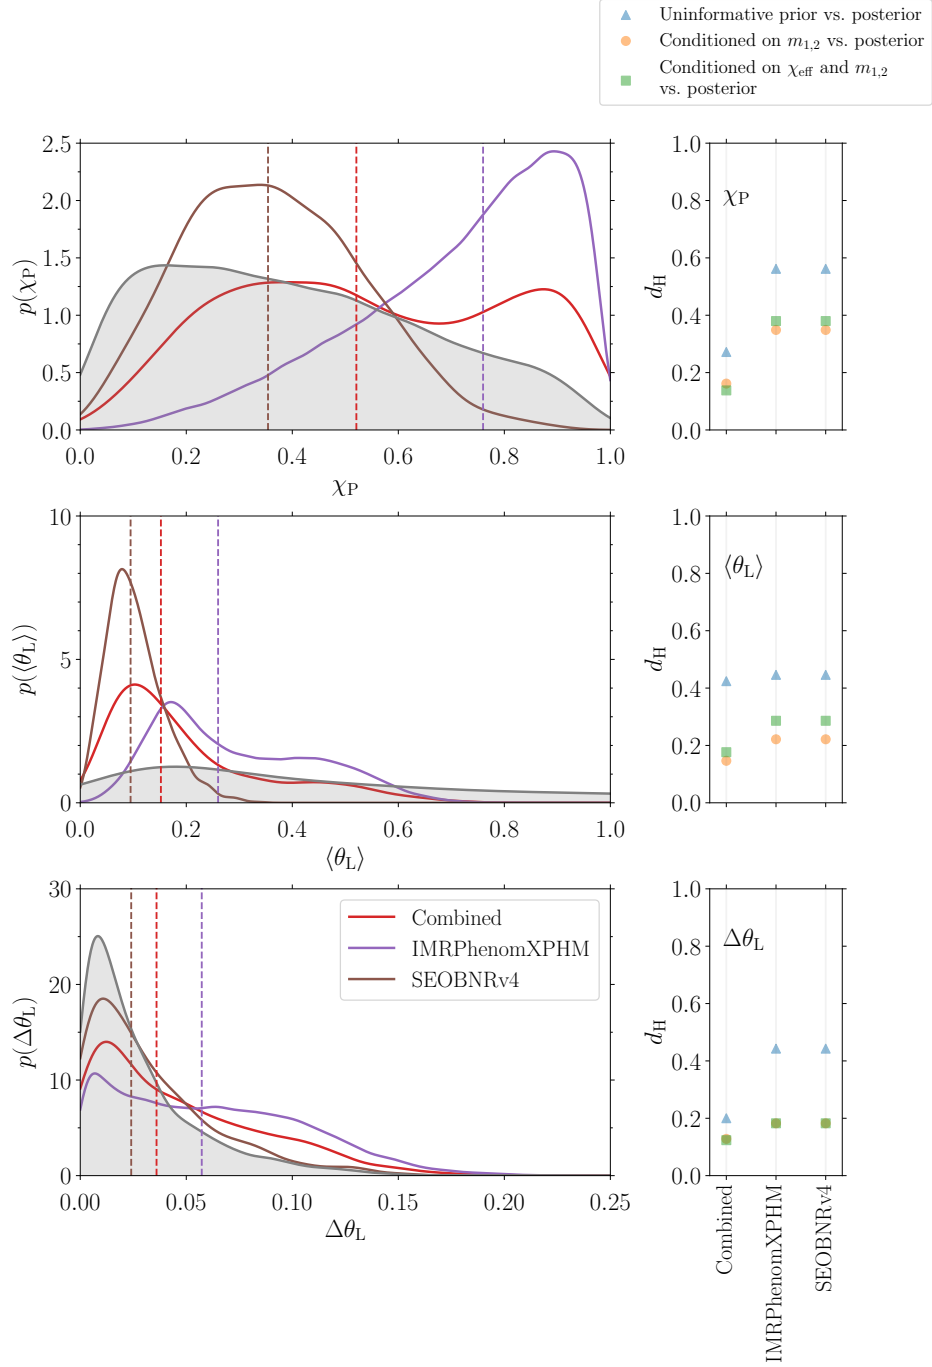 Uninformative prior vs. posterior
Conditioned on m₁,₂ vs. posterior
Conditioned on χeff and m₁,₂
vs. posterior
2.5
2.0
1.5
1.0
0.5
0.0
p(χP)
0.0 0.2 0.4 0.6 0.8 1.0
χP
1.0
0.8
0.6
0.4
0.2
0.0
dH
χP
10
5
0
p(⟨θL⟩)
0.0 0.2 0.4 0.6 0.8 1.0
⟨θL⟩
1.0
0.8
0.6
0.4
0.2
0.0
dH
⟨θL⟩
30
20
10
0
p(ΔθL)
0.00 0.05 0.10 0.15 0.20 0.25
ΔθL
Combined
IMRPhenomXPHM
SEOBNRv4
1.0
0.8
0.6
0.4
0.2
0.0
dH
ΔθL
Combined
IMRPhenomXPHM
SEOBNRv4